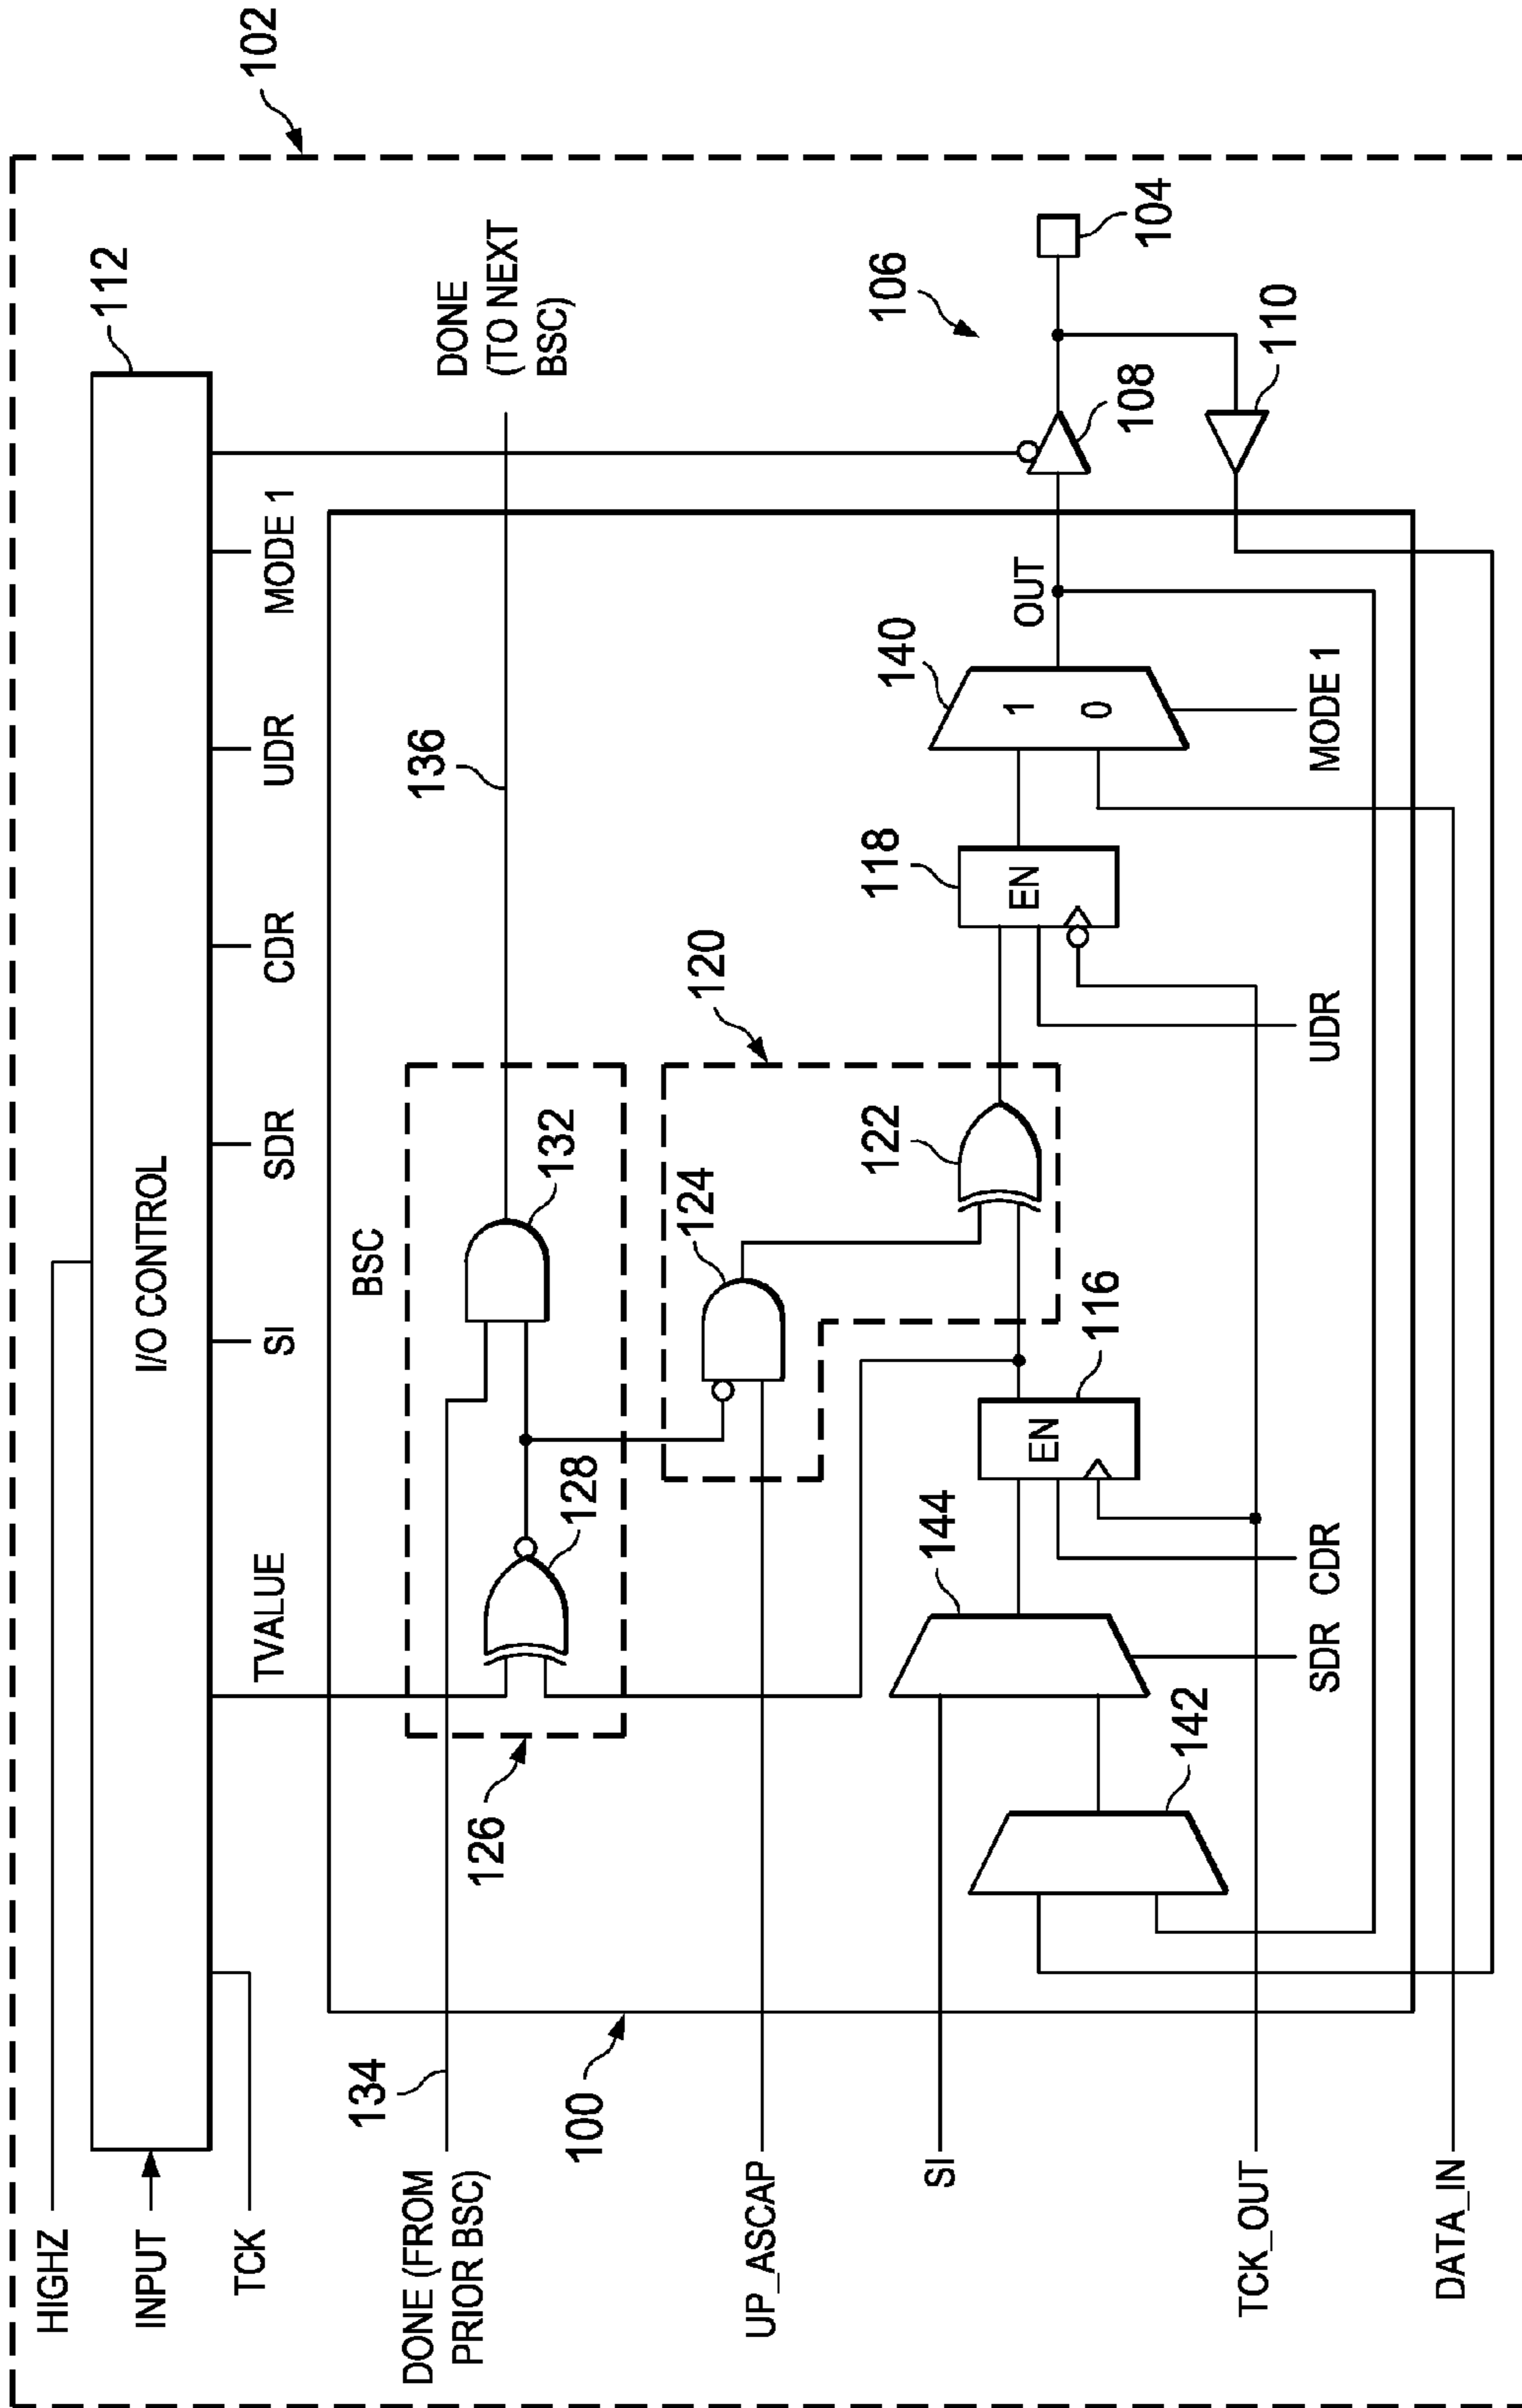 102
112
HIGHZ
INPUT
TCK
I/O CONTROL
TVALUE
SI
SDR
CDR
UDR
MODE 1
134
DONE (FROM
PRIOR BSC)
126
128
BSC
132
136
DONE
(TO NEXT
BSC)
100
UP_ASCAP
124
120
106
SI
144
116
EN
122
118
EN
140
1
0
OUT
108
104
142
110
TCK_OUT
SDR
CDR
UDR
MODE 1
DATA_IN